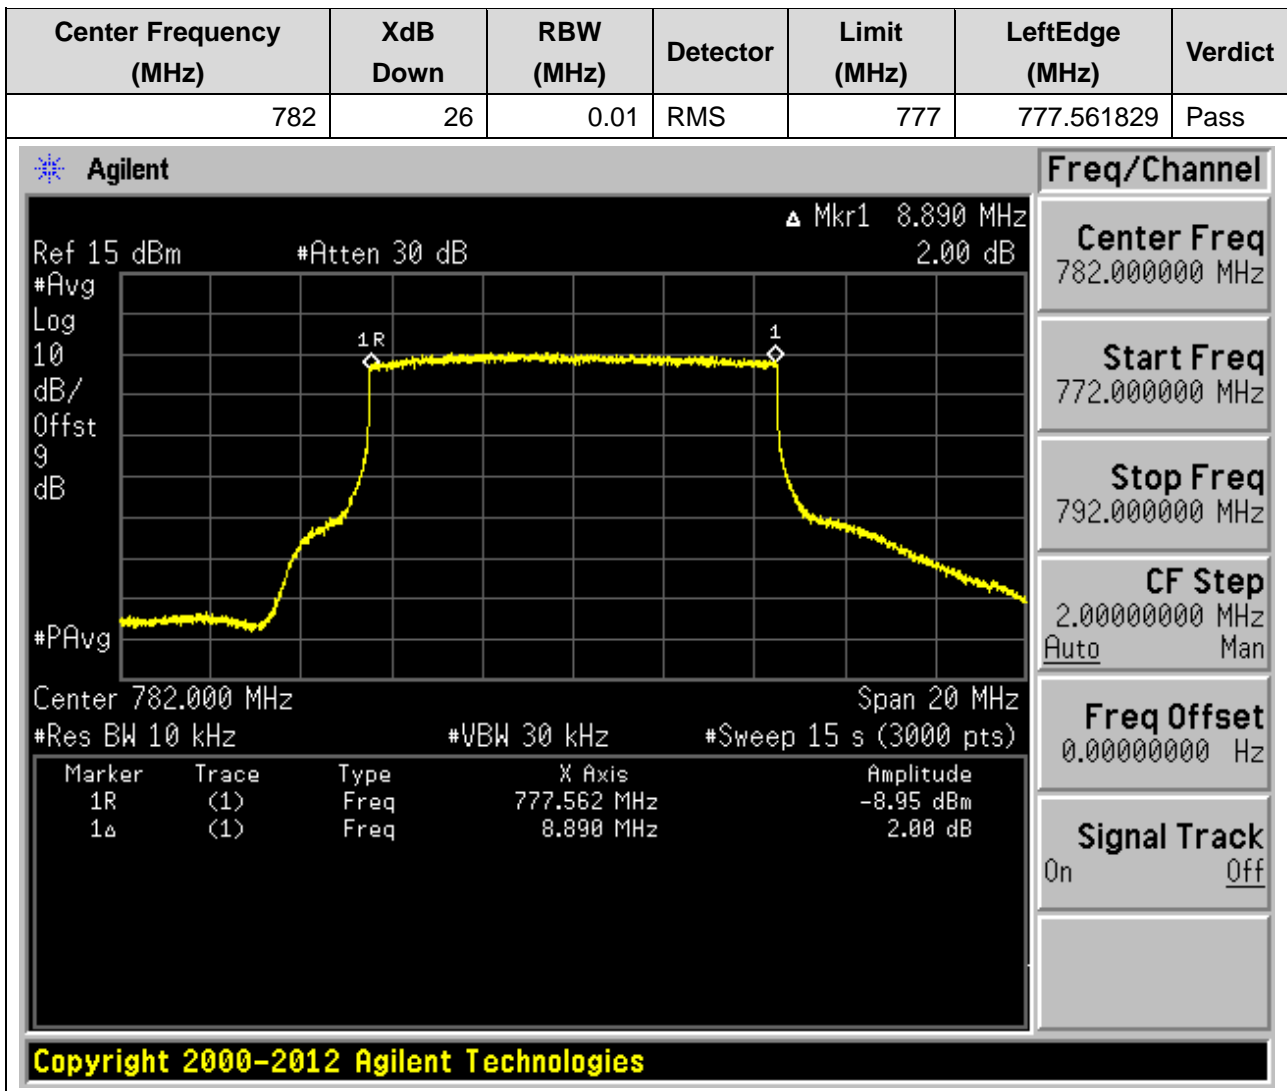 Center Frequency (MHz) XdB Down RBW (MHz) Detector Limit (MHz) LeftEdge (MHz) Verdict
782 26 0.01 RMS 777 777.561829 Pass
Agilent
Freq/Channel
Δ Mkr1 8.890 MHz
Ref 15 dBm #Atten 30 dB 2.00 dB
#Avg
Log
10
dB/
Offst
9
dB
#PAvg
1R
1
Center 782.000 MHz Span 20 MHz
#Res BW 10 kHz #VBW 30 kHz #Sweep 15 s (3000 pts)
Marker Trace Type X Axis Amplitude
1R (1) Freq 777.562 MHz -8.95 dBm
1Δ (1) Freq 8.890 MHz 2.00 dB
Center Freq
782.000000 MHz
Start Freq
772.000000 MHz
Stop Freq
792.000000 MHz
CF Step
2.00000000 MHz
Auto Man
Freq Offset
0.00000000 Hz
Signal Track
On Off
Copyright 2000-2012 Agilent Technologies